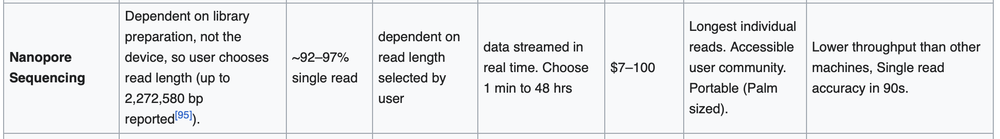 Nanopore
Sequencing
Dependent on library
preparation, not the
device, so user chooses
read length (up to
2,272,580 bp
reported[95]).
~92–97%
single read
dependent on
read length
selected by
user
data streamed in
real time. Choose
1 min to 48 hrs
$7–100
Longest individual
reads. Accessible
user community.
Portable (Palm
sized).
Lower throughput than other
machines, Single read
accuracy in 90s.